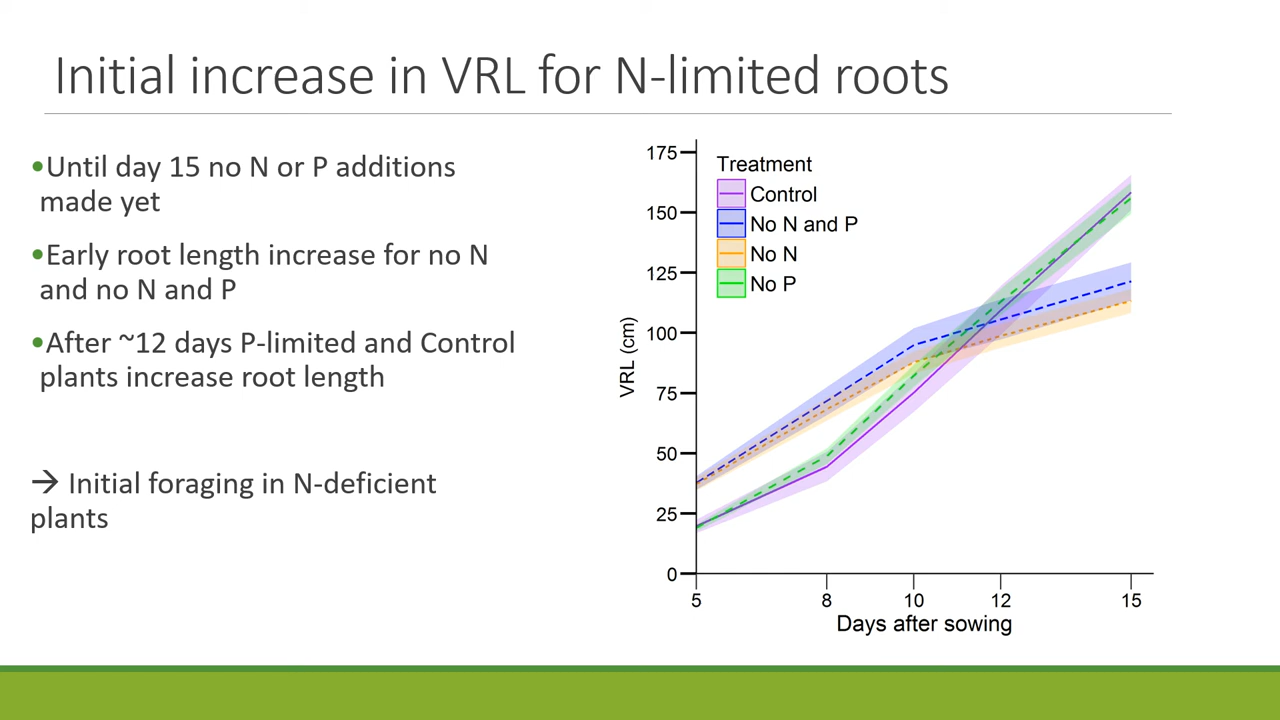 Initial increase in VRL for N-limited roots
•Until day 15 no N or P additions
made yet
•Early root length increase for no N
and no N and P
•After ~12 days P-limited and Control
plants increase root length
→ Initial foraging in N-deficient
plants
Treatment
Control
No N and P
No N
No P
VRL (cm)
175
150
125
100
75
50
25
0
5 8 10 12 15
Days after sowing